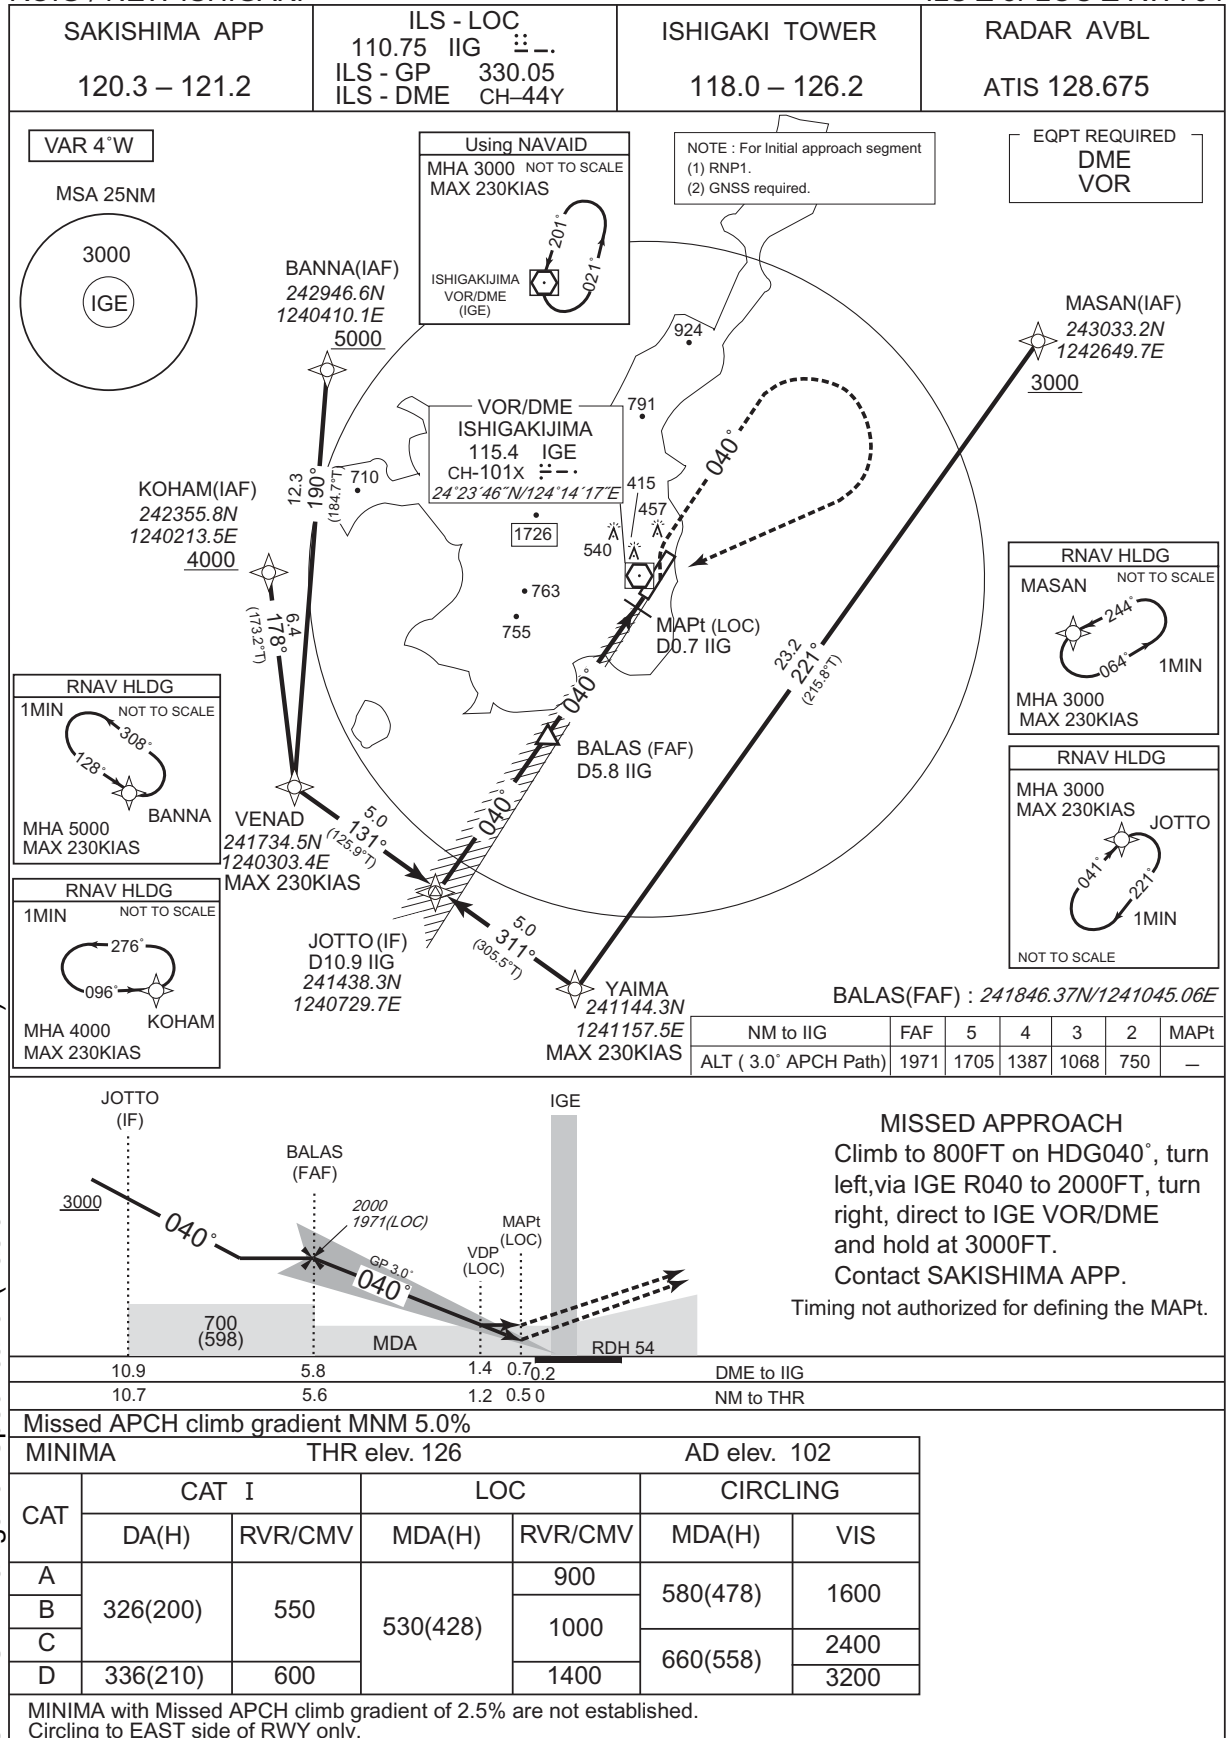 SAKISHIMA APP
120.3 – 121.2
ILS - LOC
110.75 IIG
ILS - GP 330.05
ILS - DME CH–44Y
ISHIGAKI TOWER
118.0 – 126.2
RADAR AVBL
ATIS 128.675
VAR 4°W
MSA 25NM
3000
IGE
Using NAVAID
MHA 3000 NOT TO SCALE
MAX 230KIAS
201°
021°
ISHIGAKIJIMA
VOR/DME
(IGE)
NOTE : For Initial approach segment
(1) RNP1.
(2) GNSS required.
EQPT REQUIRED
DME
VOR
BANNA(IAF)
242946.6N
1240410.1E
5000
MASAN(IAF)
243033.2N
1242649.7E
3000
924
791
VOR/DME
ISHIGAKIJIMA
115.4 IGE
CH-101X
24°23´46˝N/124°14´17˝E
040°
12.3
190°
(184.7°T)
710
KOHAM(IAF)
242355.8N
1240213.5E
4000
415
457
1726
540
763
755
6.4
178°
(173.2°T)
MAPt (LOC)
D0.7 IIG
23.2
221°
(215.8°T)
RNAV HLDG
NOT TO SCALE
MASAN
244°
064°
1MIN
MHA 3000
MAX 230KIAS
RNAV HLDG
1MIN
NOT TO SCALE
308°
128°
BANNA
MHA 5000
MAX 230KIAS
040°
BALAS (FAF)
D5.8 IIG
RNAV HLDG
MHA 3000
MAX 230KIAS
JOTTO
041°
221°
1MIN
NOT TO SCALE
VENAD
241734.5N
1240303.4E
MAX 230KIAS
5.0
131°
(125.9°T)
040°
RNAV HLDG
1MIN
NOT TO SCALE
276°
096°
KOHAM
MHA 4000
MAX 230KIAS
JOTTO (IF)
D10.9 IIG
241438.3N
1240729.7E
5.0
311°
(305.5°T)
YAIMA
241144.3N
1241157.5E
MAX 230KIAS
BALAS(FAF) : 241846.37N/1241045.06E
NM to IIG FAF 5 4 3 2 MAPt
ALT ( 3.0° APCH Path) 1971 1705 1387 1068 750 –
JOTTO
(IF)
BALAS
(FAF)
IGE
3000
040°
2000
1971(LOC)
GP 3.0°
040°
VDP
(LOC)
MAPt
(LOC)
700
(598)
MDA
RDH 54
10.9 5.8 1.4 0.7 0.2 DME to IIG
10.7 5.6 1.2 0.5 0 NM to THR
MISSED APPROACH
Climb to 800FT on HDG040°, turn
left,via IGE R040 to 2000FT, turn
right, direct to IGE VOR/DME
and hold at 3000FT.
Contact SAKISHIMA APP.
Timing not authorized for defining the MAPt.
Missed APCH climb gradient MNM 5.0%
MINIMA THR elev. 126 AD elev. 102
CAT CAT I LOC CIRCLING
DA(H) RVR/CMV MDA(H) RVR/CMV MDA(H) VIS
A 326(200) 550 530(428) 900 580(478) 1600
B 1000
C 660(558) 2400
D 336(210) 600 1400 3200
MINIMA with Missed APCH climb gradient of 2.5% are not established.
Circling to EAST side of RWY only.